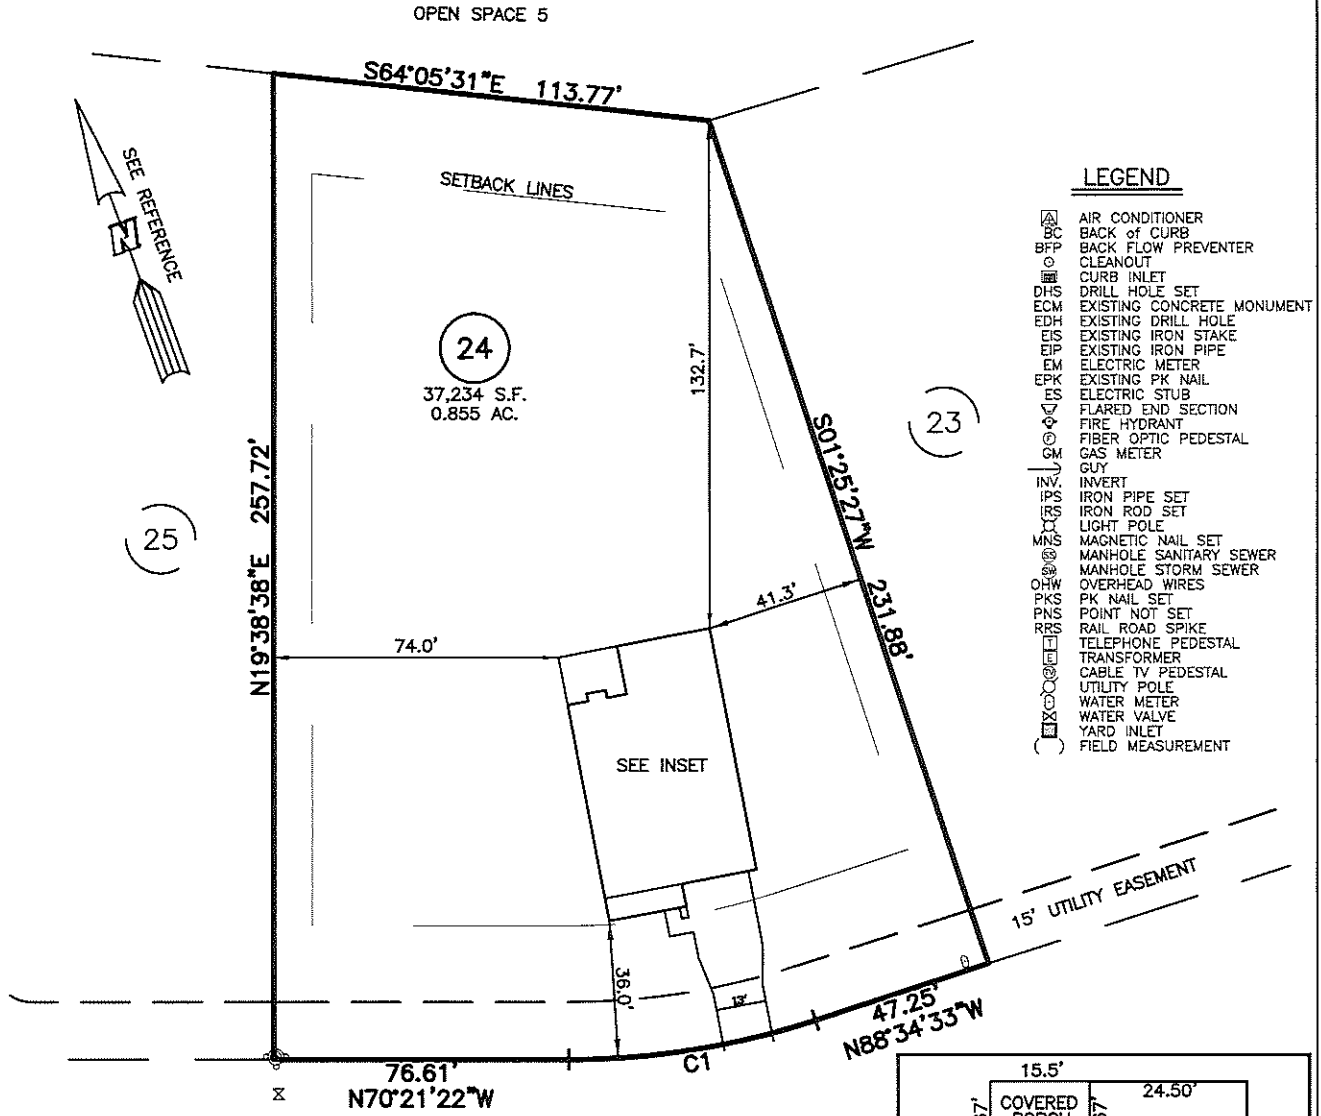 OPEN SPACE 5
S64°05'31"E 113.77'
SEE REFERENCE
N
SETBACK LINES
24
37,234 S.F.
0.855 AC.
132.7'
N19°38'38"E 257.72'
25
23
S01°25'27"W 231.88'
41.3'
74.0'
SEE INSET
36.0'
13'
15' UTILITY EASEMENT
47.25'
N88°34'33"W
C1
76.61'
N70°21'22"W
LEGEND
A AIR CONDITIONER
BC BACK of CURB
BFP BACK FLOW PREVENTER
CLEANOUT
CURB INLET
DHS DRILL HOLE SET
ECM EXISTING CONCRETE MONUMENT
EDH EXISTING DRILL HOLE
EIS EXISTING IRON STAKE
EIP EXISTING IRON PIPE
EM ELECTRIC METER
EPK EXISTING PK NAIL
ES ELECTRIC STUB
FLARED END SECTION
FIRE HYDRANT
F FIBER OPTIC PEDESTAL
GM GAS METER
GUY
INV. INVERT
IPS IRON PIPE SET
IRS IRON ROD SET
LIGHT POLE
MNS MAGNETIC NAIL SET
SS MANHOLE SANITARY SEWER
SW MANHOLE STORM SEWER
OHW OVERHEAD WIRES
PKS PK NAIL SET
PNS POINT NOT SET
RRS RAIL ROAD SPIKE
T TELEPHONE PEDESTAL
E TRANSFORMER
TV CABLE TV PEDESTAL
UTILITY POLE
WATER METER
WATER VALVE
YARD INLET
( ) FIELD MEASUREMENT
15.5'
24.50'
COVERED
PORCH